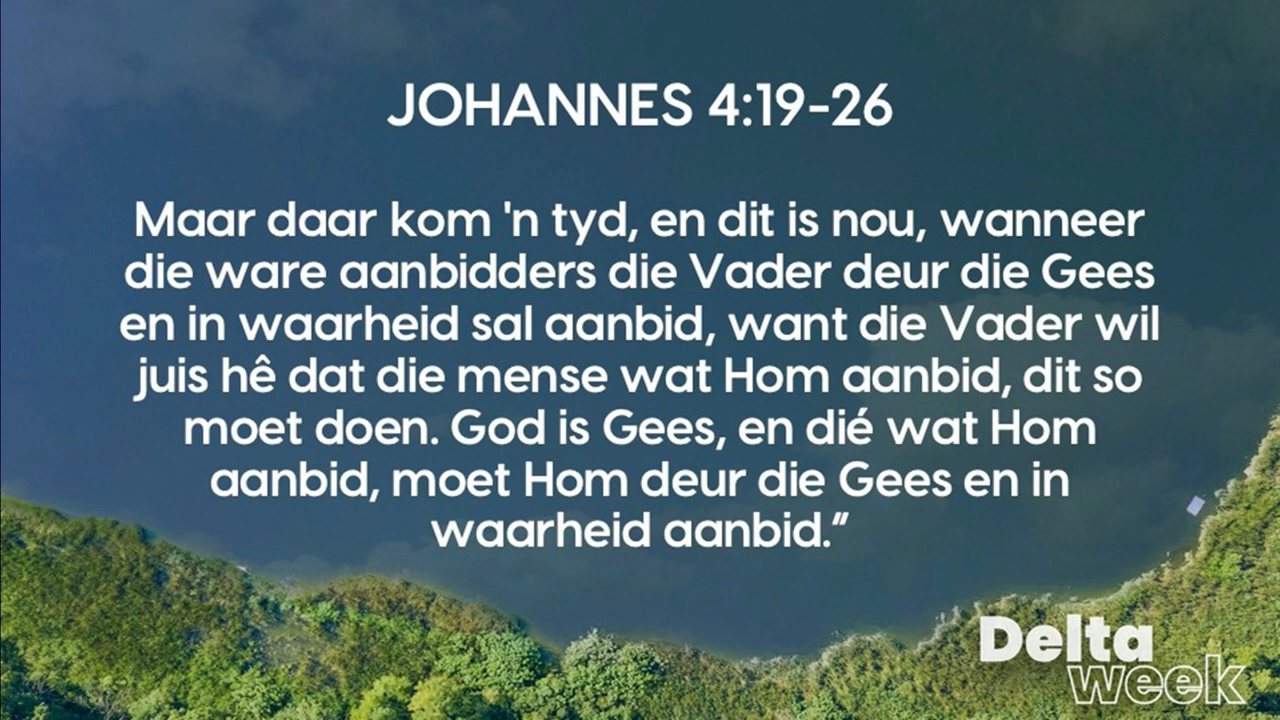 JOHANNES 4:19-26
Maar daar kom 'n tyd, en dit is nou, wanneer
die ware aanbidders die Vader deur die Gees
en in waarheid sal aanbid, want die Vader wil
juis hê dat die mense wat Hom aanbid, dit so
moet doen. God is Gees, en dié wat Hom
aanbid, moet Hom deur die Gees en in
waarheid aanbid.”
Delta
week